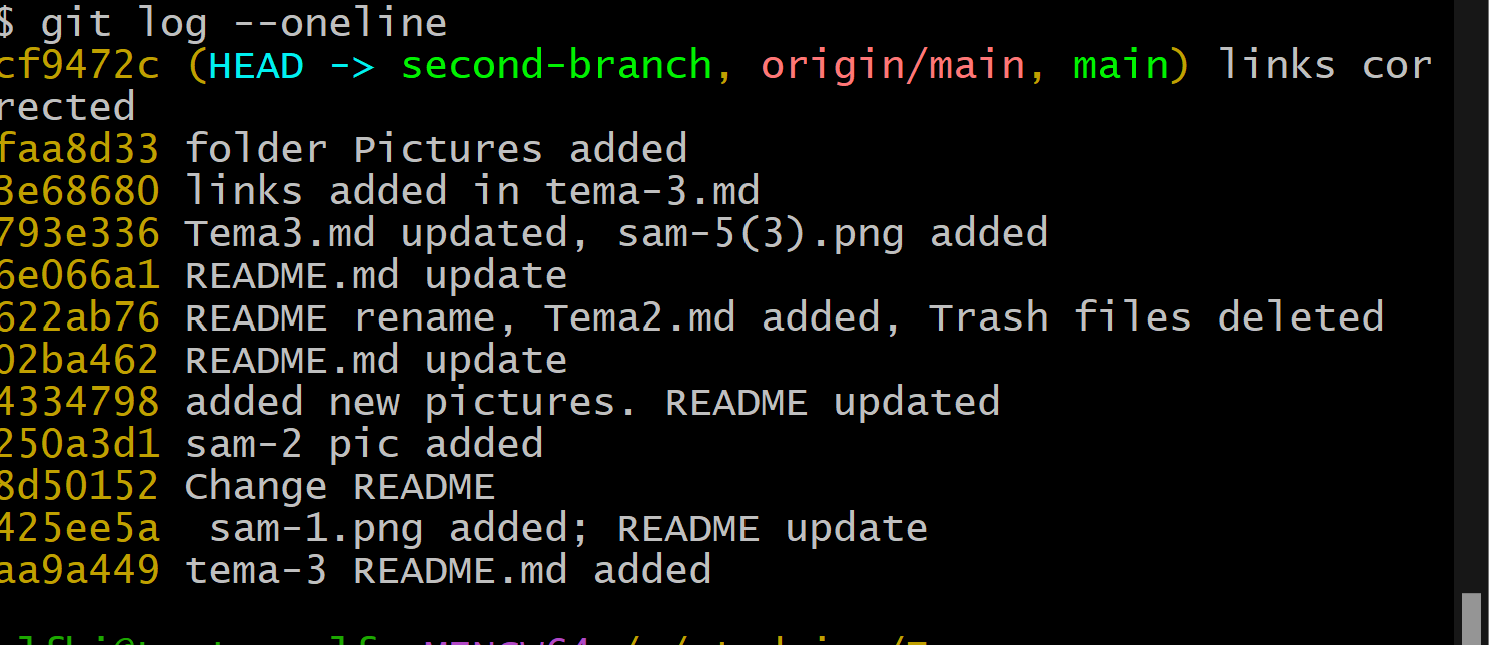 $ git log --oneline
cf9472c (HEAD -> second-branch, origin/main, main) links cor
rected
faa8d33 folder Pictures added
3e68680 links added in tema-3.md
793e336 Tema3.md updated, sam-5(3).png added
6e066a1 README.md update
622ab76 README rename, Tema2.md added, Trash files deleted
02ba462 README.md update
4334798 added new pictures. README updated
250a3d1 sam-2 pic added
8d50152 Change README
425ee5a  sam-1.png added; README update
aa9a449 tema-3 README.md added
MINGW64